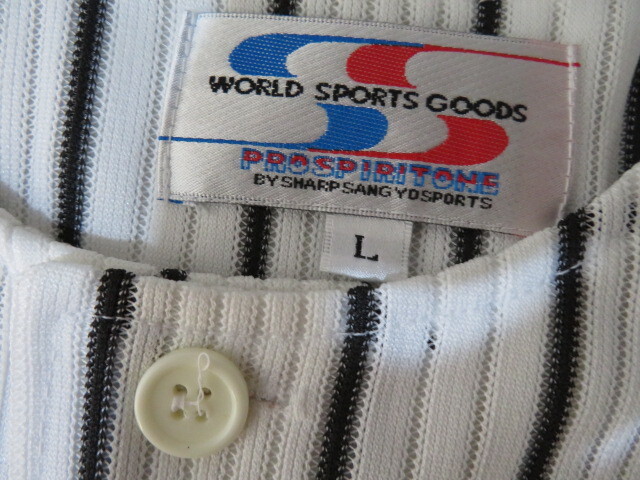 WORLD SPORTS GOODS
PROSPIRITONE
BY SHARP SANGYO SPORTS
L